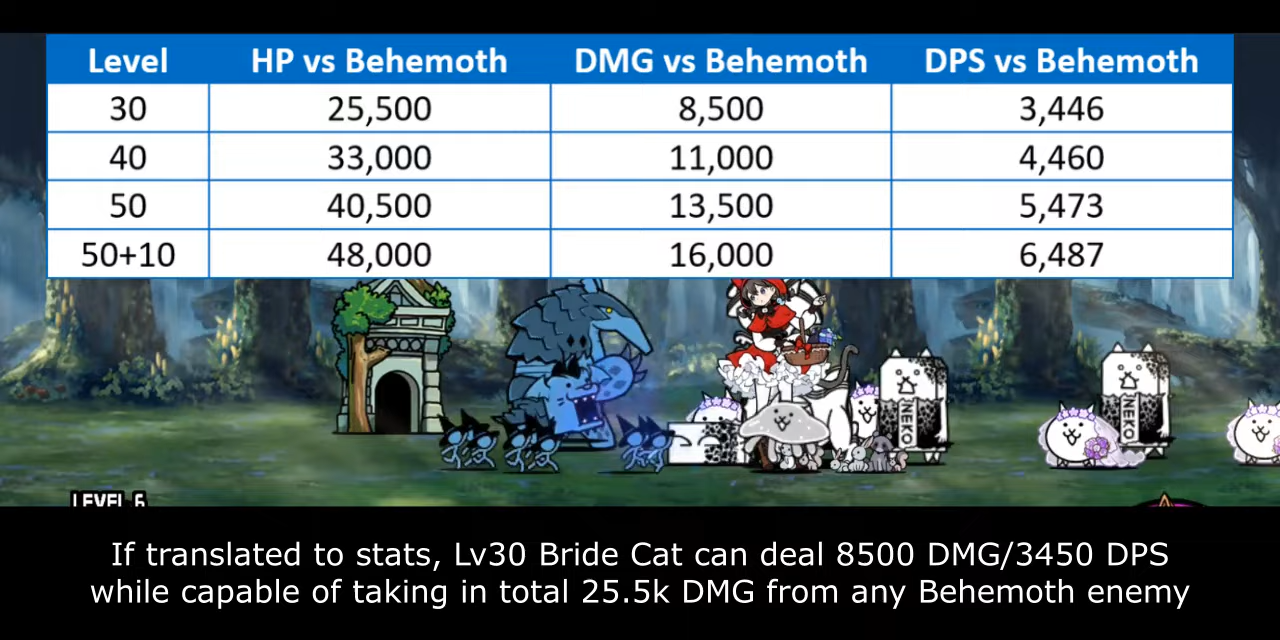 Level HP vs Behemoth DMG vs Behemoth DPS vs Behemoth
30 25,500 8,500 3,446
40 33,000 11,000 4,460
50 40,500 13,500 5,473
50+10 48,000 16,000 6,487
NEKO
NEKO
LEVEL 6
If translated to stats, Lv30 Bride Cat can deal 8500 DMG/3450 DPS
while capable of taking in total 25.5k DMG from any Behemoth enemy